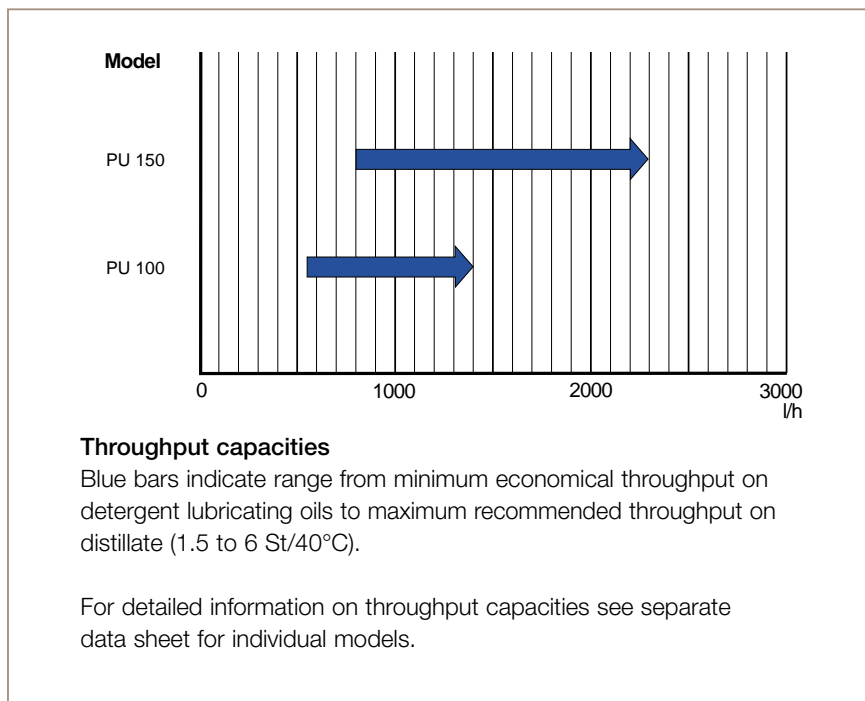 Model
PU 150
PU 100
0 1000 2000 3000
l/h
Throughput capacities
Blue bars indicate range from minimum economical throughput on
detergent lubricating oils to maximum recommended throughput on
distillate (1.5 to 6 St/40°C).
For detailed information on throughput capacities see separate
data sheet for individual models.